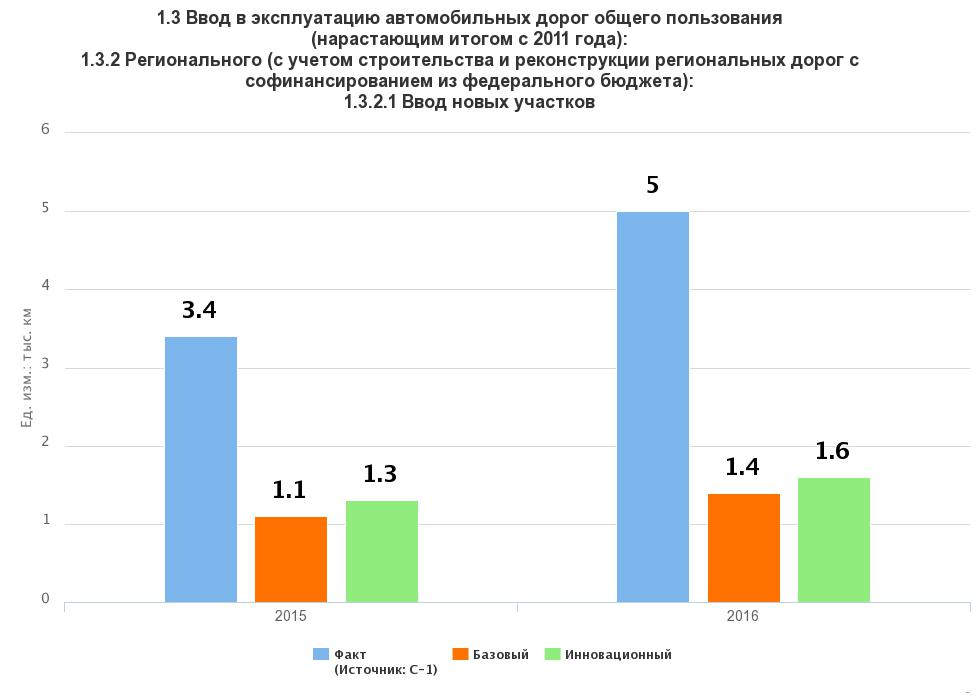 1.3 Ввод в эксплуатацию автомобильных дорог общего пользования
(нарастающим итогом с 2011 года):
1.3.2 Регионального (с учетом строительства и реконструкции региональных дорог с
софинансированием из федерального бюджета):
1.3.2.1 Ввод новых участков
6
5
4
3
2
1
0
Ед. изм.: тыс. км
3.4
1.1
1.3
5
1.4
1.6
2015
2016
Факт
(Источник: С-1)
Базовый
Инновационный